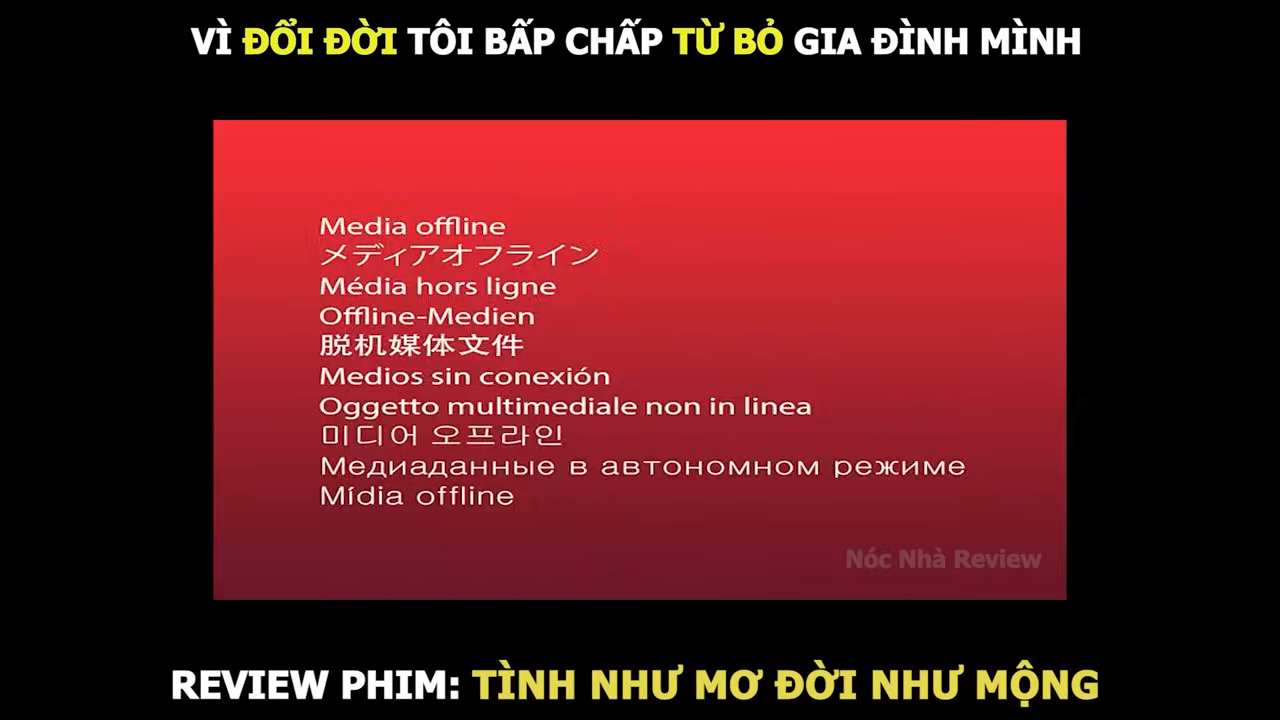 VÌ ĐỔI ĐỜI TÔI BẤP CHẤP TỪ BỎ GIA ĐÌNH MÌNH
Media offline
メディアオフライン
Média hors ligne
Offline-Medien
脱机媒体文件
Medios sin conexión
Oggetto multimediale non in linea
미디어 오프라인
Медиаданные в автономном режиме
Mídia offline
Nóc Nhà Review
REVIEW PHIM: TÌNH NHƯ MƠ ĐỜI NHƯ MỘNG